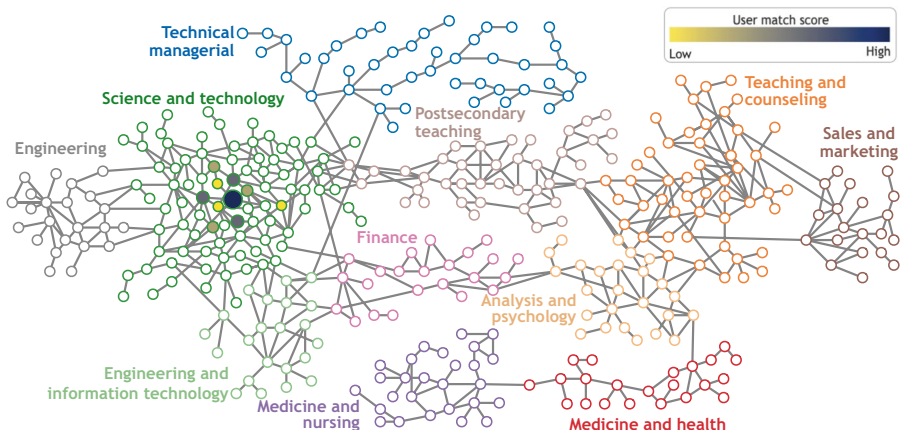 User match score
Low
High
Technical
managerial
Science and technology
Engineering
Postsecondary
teaching
Teaching and
counseling
Sales and
marketing
Finance
Analysis and
psychology
Engineering and
information technology
Medicine and
nursing
Medicine and health